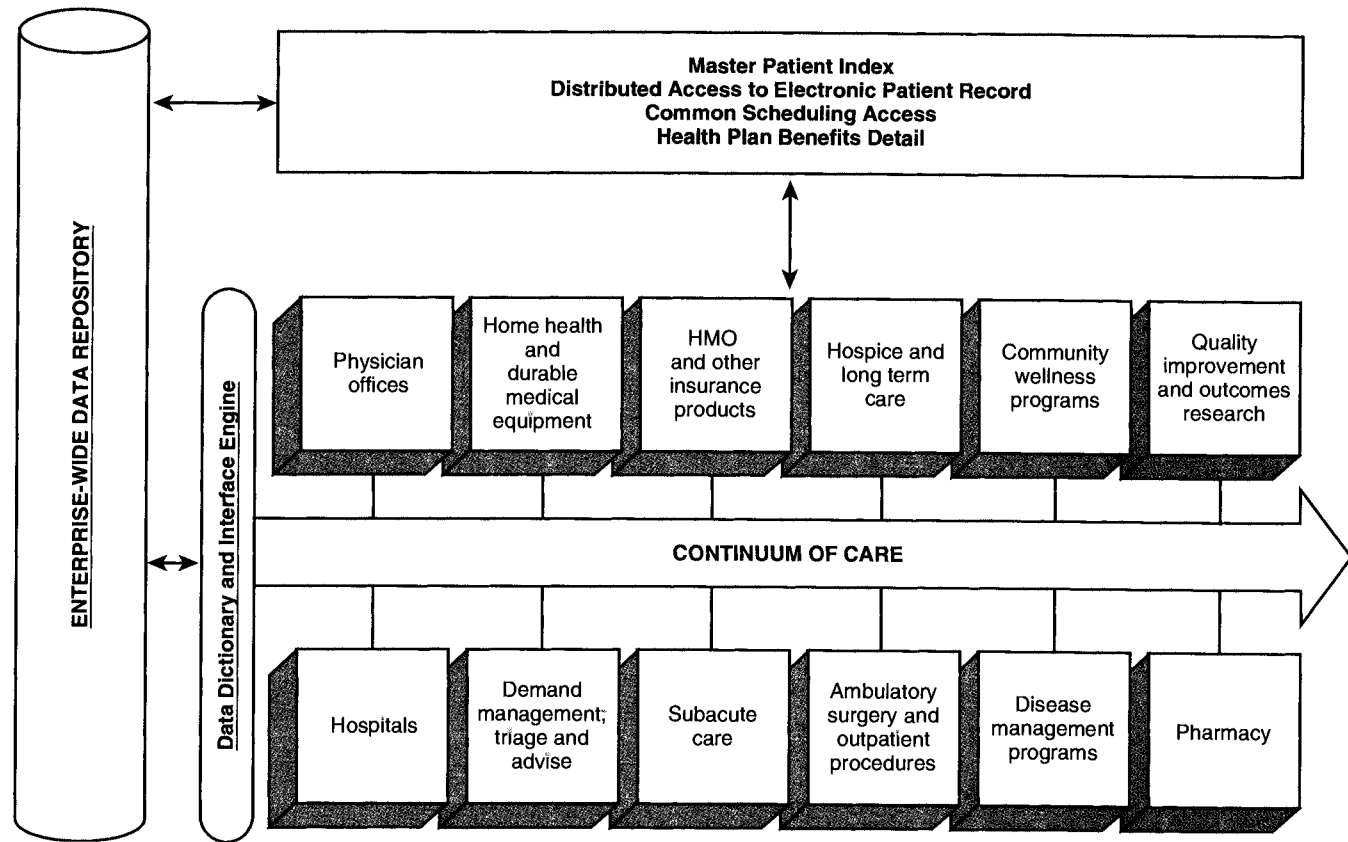 Master Patient Index
Distributed Access to Electronic Patient Record
Common Scheduling Access
Health Plan Benefits Detail
ENTERPRISE-WIDE DATA REPOSITORY
Data Dictionary and Interface Engine
Physician
offices
Home health
and
durable
medical
equipment
HMO
and other
insurance
products
Hospice and
long term
care
Community
wellness
programs
Quality
improvement
and outcomes
research
CONTINUUM OF CARE
Hospitals
Demand
management;
triage and
advise
Subacute
care
Ambulatory
surgery and
outpatient
procedures
Disease
management
programs
Pharmacy